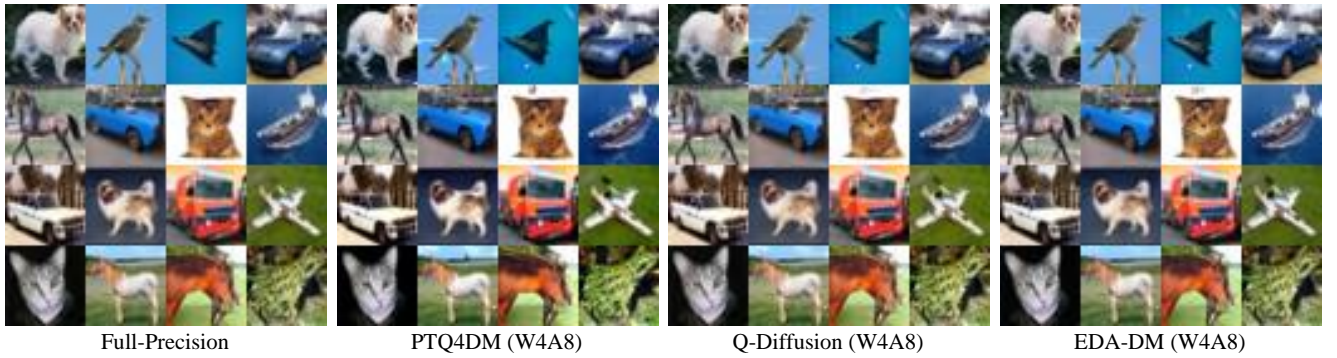 Full-Precision
PTQ4DM (W4A8)
Q-Diffusion (W4A8)
EDA-DM (W4A8)